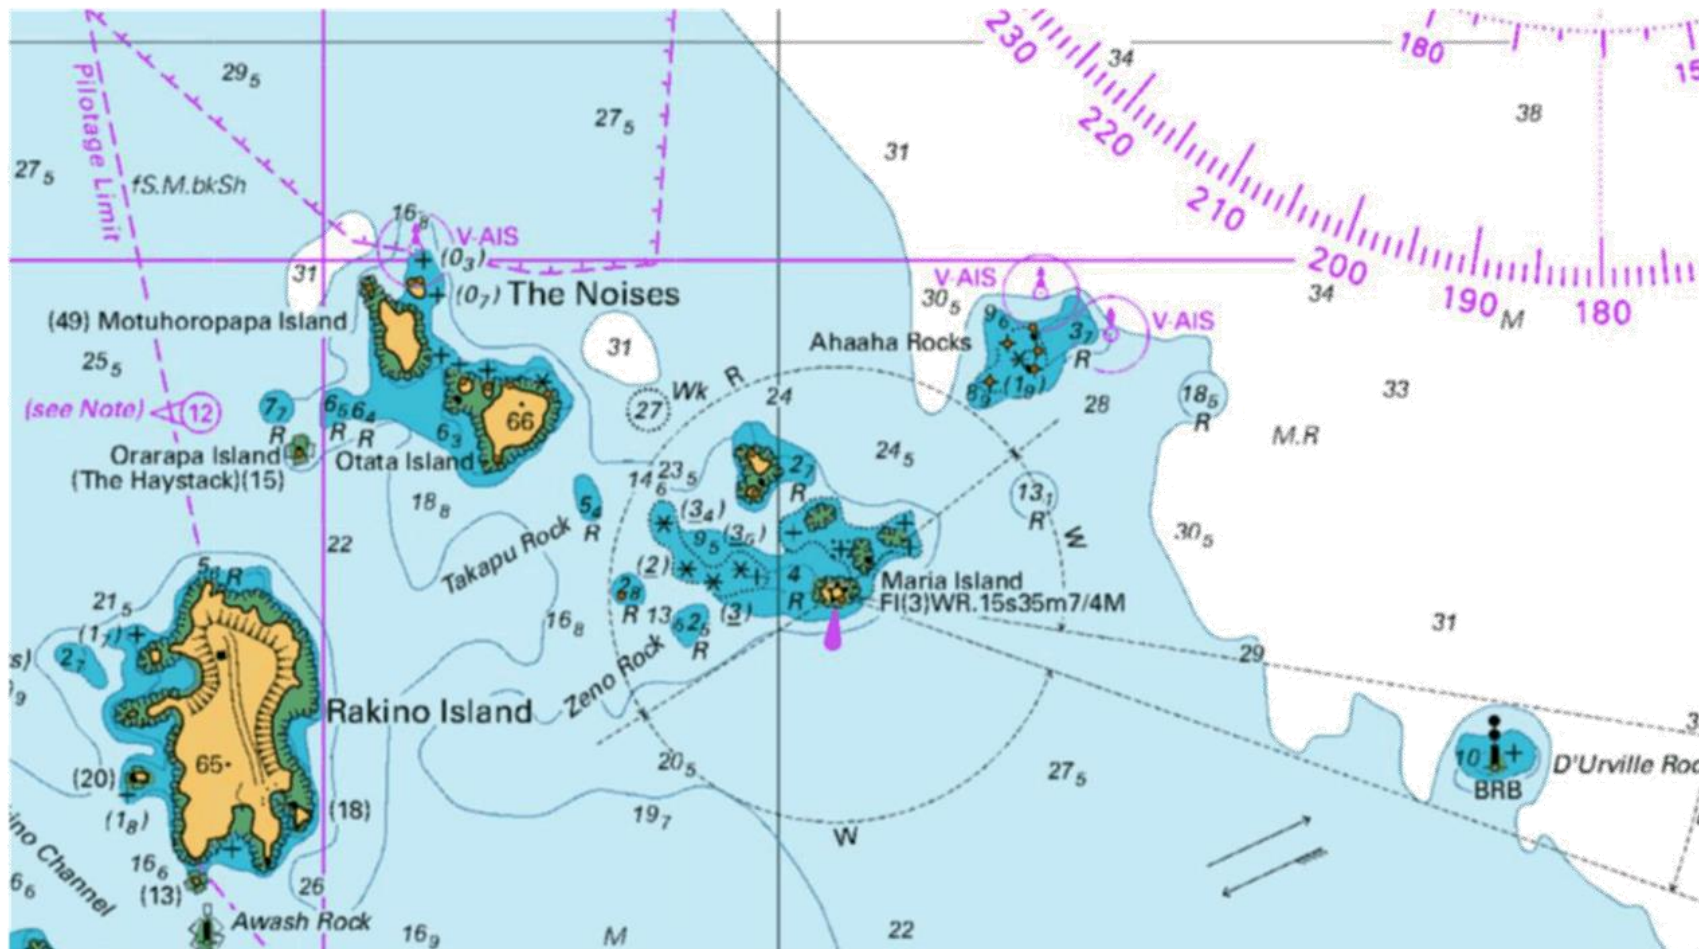 230
34
180
29₅
27₅
38
220
31
27₅
fS.M.bkSh
Pilotage Limit
210
16₈
V-AIS
(0₃)
200
31
V-AIS
190
180
34
M
(0₇)
The Noises
30₅
(49) Motuhoropapa Island
9₆
3₇
R
V-AIS
Ahaaha Rocks
31
25₅
(1₉)
8₉
28
33
18₅
R
(see Note)
12
7₇
R
6₅
R
6₄
R
66
27
Wk
R
24
6₃
M.R
Orarapa Island
(The Haystack)(15)
Otata Island
24₅
23₅
14₆
2₇
R
13₁
R
W
18₈
5₄
R
(3₄)
9₅
30₅
22
Takapu Rock
(2)
4
R
Maria Island
Fl(3)WR.15s35m7/4M
R
21₅
(1₇)
2₈
R
13₆
2₅
R
(3)
16₈
31
2₇
29
Zeno Rock
Rakino Island
10
BRB
D'Urville Roc
65
20₅
27₅
(20)
(1₈)
(18)
19₇
W
ino Channel
16₆
(13)
26
Awash Rock
16₉
M
22